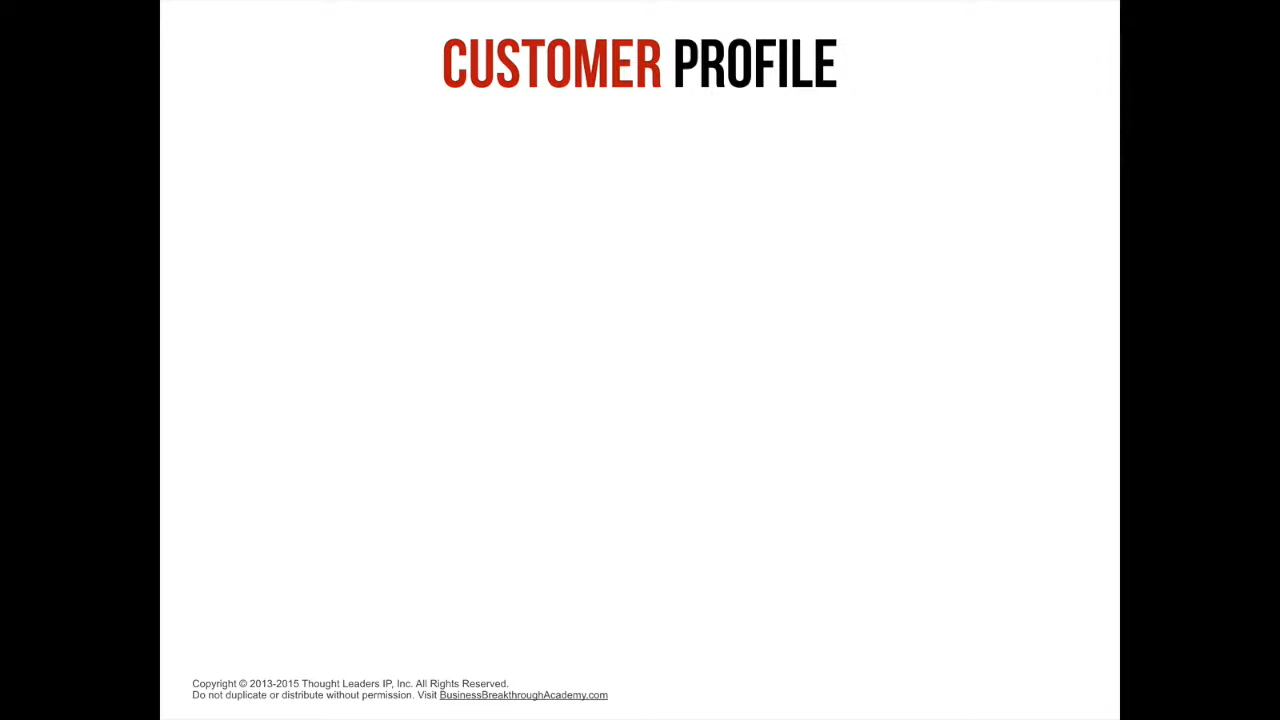 CUSTOMER PROFILE
Copyright © 2013-2015 Thought Leaders IP, Inc. All Rights Reserved.
Do not duplicate or distribute without permission. Visit BusinessBreakthroughAcademy.com